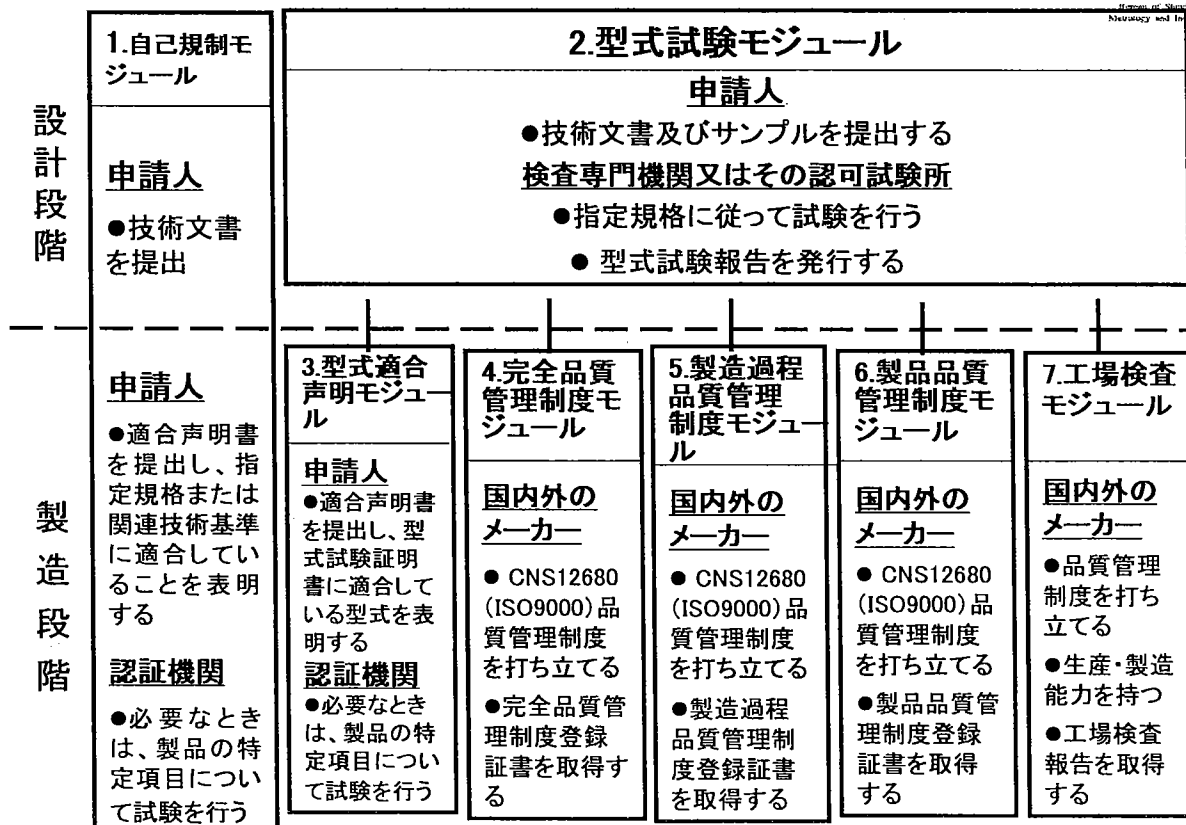 Metrology and In
1.自己規制モ
ジュール
設計段階
申請人
●技術文書
を提出
2.型式試験モジュール
申請人
●技術文書及びサンプルを提出する
検査専門機関又はその認可試験所
●指定規格に従って試験を行う
● 型式試験報告を発行する
製造段階
申請人
●適合声明書
を提出し、指
定規格または
関連技術基準
に適合してい
ることを表明
する
認証機関
●必要なとき
は、製品の特
定項目につい
て試験を行う
3.型式適合
声明モジュー
ル
申請人
●適合声明書
を提出し、型
式試験証明
書に適合して
いる型式を表
明する
認証機関
●必要なとき
は、製品の特
定項目につい
て試験を行う
4.完全品質
管理制度モ
ジュール
国内外の
メーカー
● CNS12680
(ISO9000)品
質管理制度
を打ち立てる
●完全品質管
理制度登録
証書を取得す
る
5.製造過程
品質管理
制度モジュー
ル
国内外の
メーカー
● CNS12680
(ISO9000)品
質管理制度
を打ち立てる
●製造過程
品質管理制
度登録証書
を取得する
6.製品品質
管理制度モ
ジュール
国内外の
メーカー
● CNS12680
(ISO9000)品
質管理制度
を打ち立てる
●製品品質管
理制度登録
証書を取得
する
7.工場検査
モジュール
国内外の
メーカー
●品質管理
制度を打ち
立てる
●生産・製造
能力を持つ
●工場検査
報告を取得
する